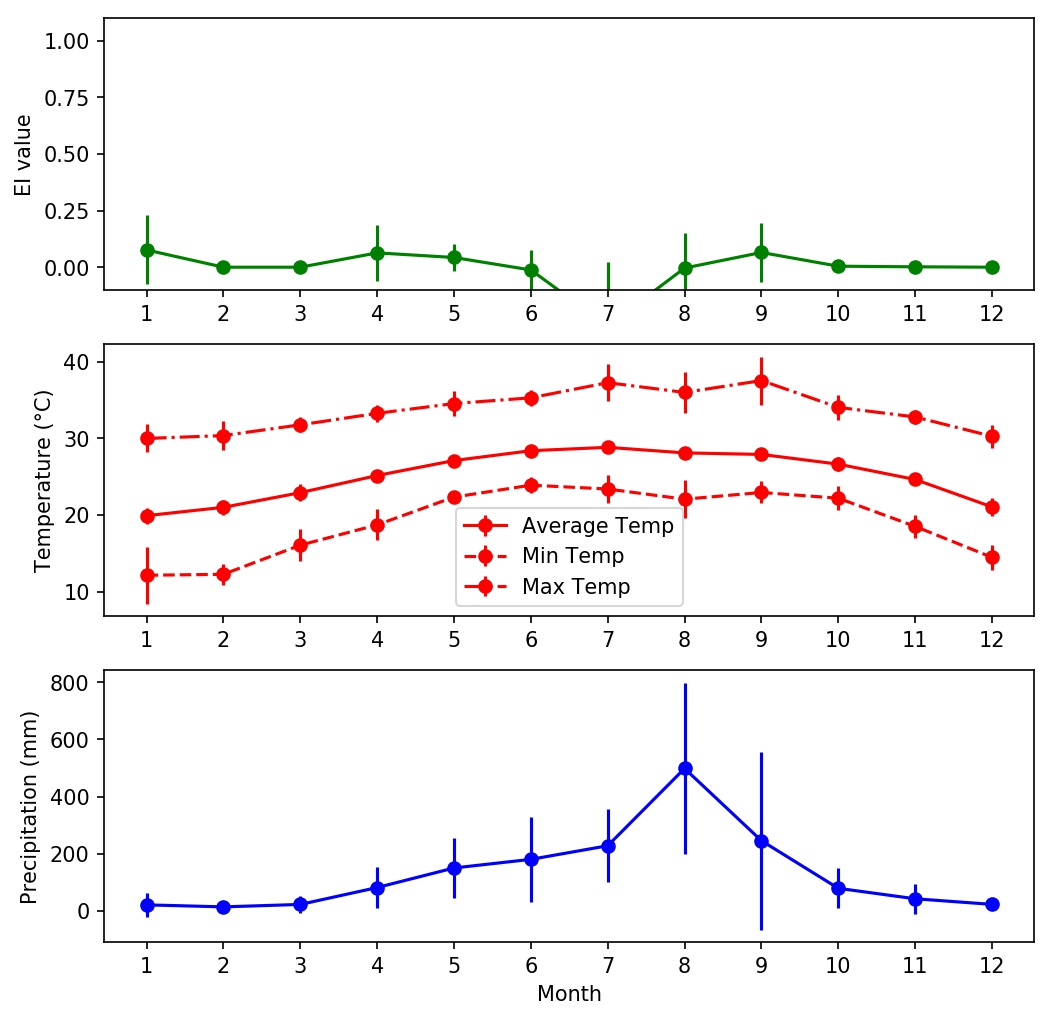 EI value
1.00
0.75
0.50
0.25
0.00
1 2 3 4 5 6 7 8 9 10 11 12
Temperature (°C)
40
30
20
10
Average Temp
Min Temp
Max Temp
1 2 3 4 5 6 7 8 9 10 11 12
Precipitation (mm)
800
600
400
200
0
1 2 3 4 5 6 7 8 9 10 11 12
Month